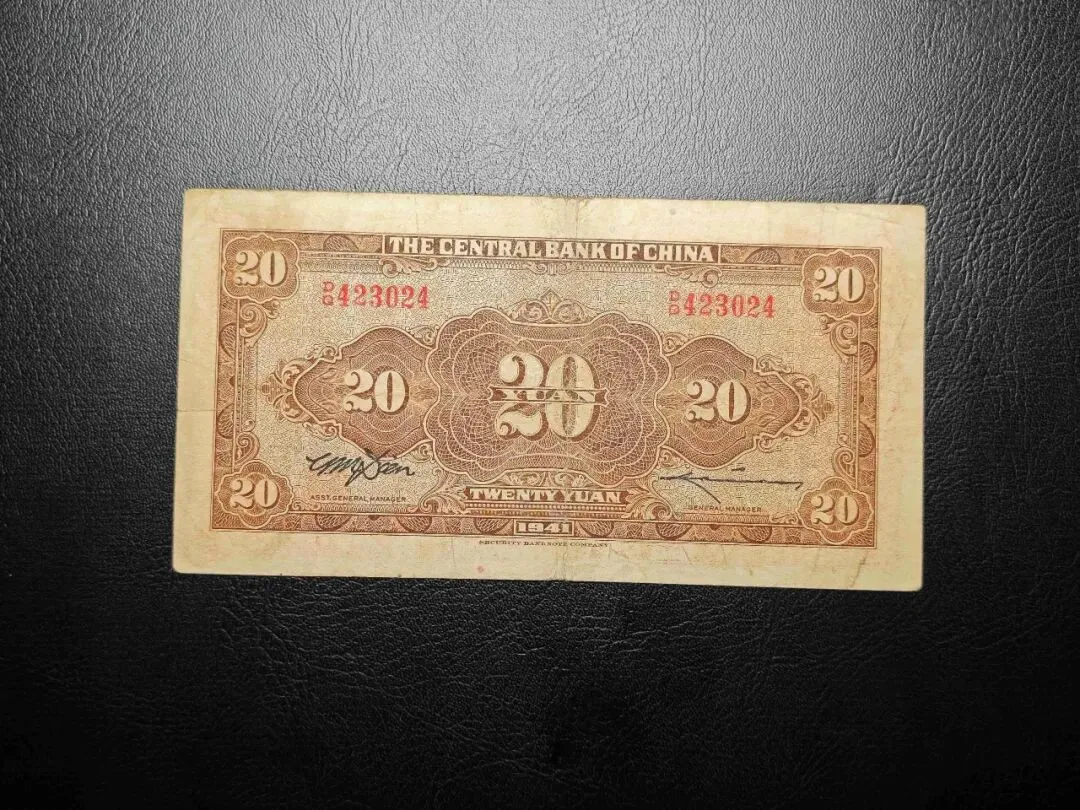 THE CENTRAL BANK OF CHINA
20 20
D/G 423024 D/G 423024
20 20 YUAN 20
ASST. GENERAL MANAGER GENERAL MANAGER
20 TWENTY YUAN 20
1941
SECURITY BANKNOTE COMPANY